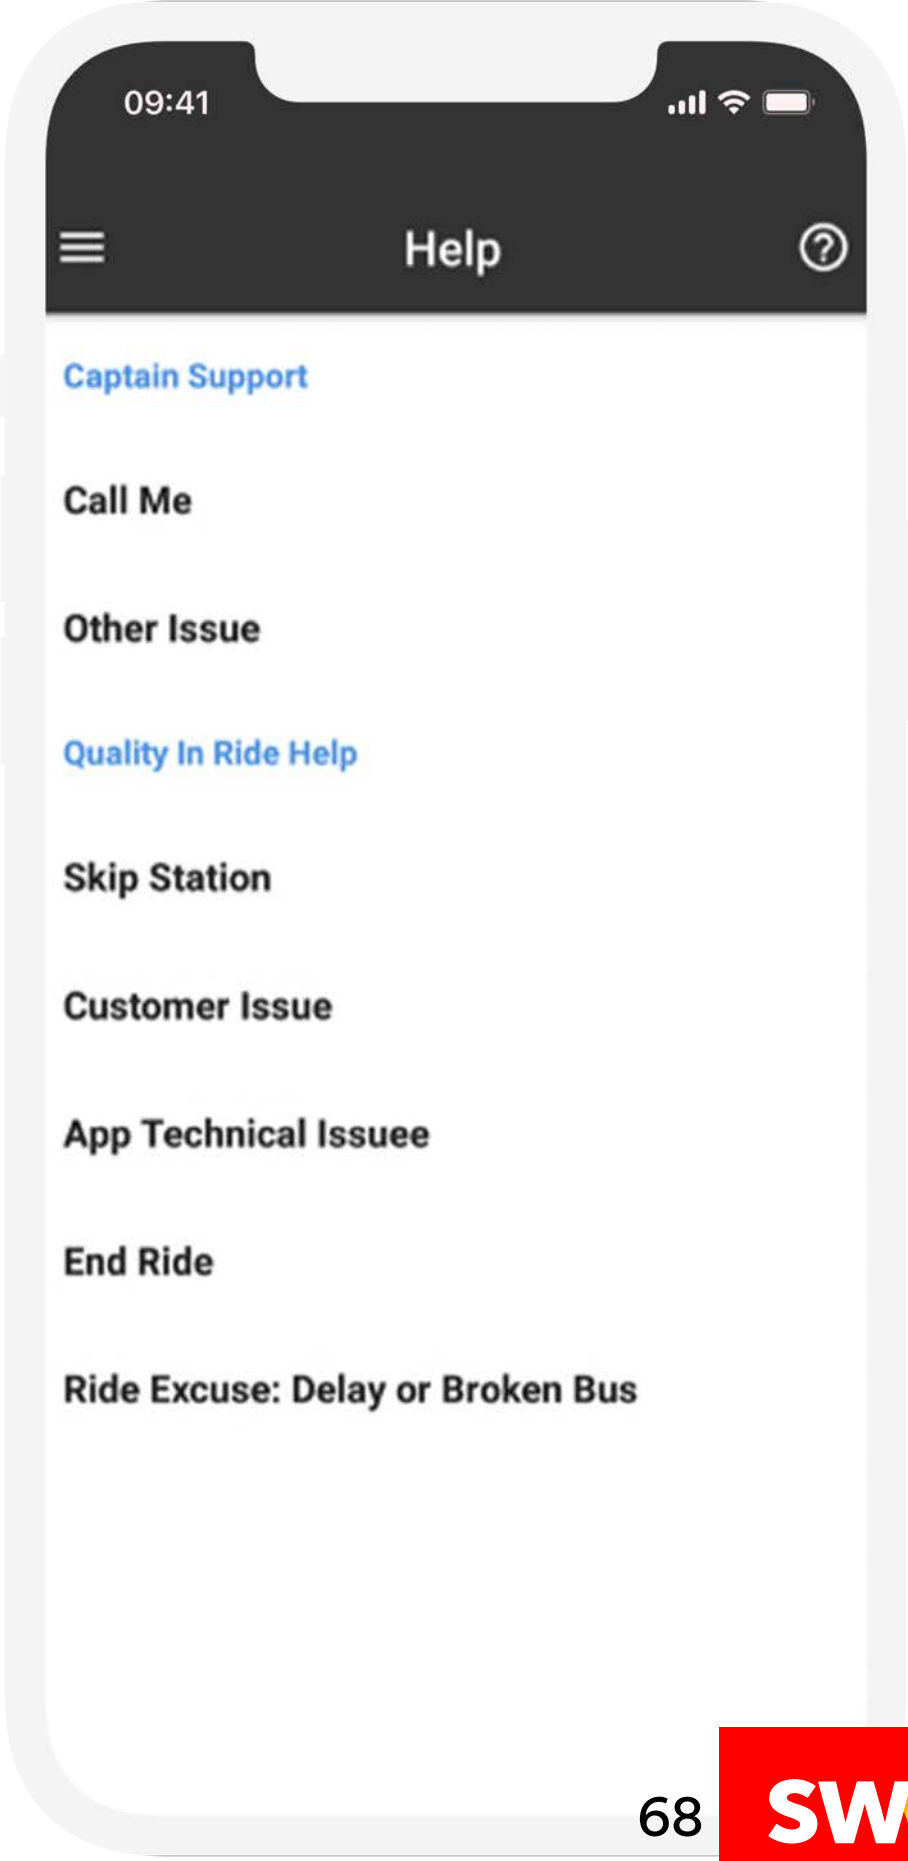 09:41
Help
Captain Support
Call Me
Other Issue
Quality In Ride Help
Skip Station
Customer Issue
App Technical Issuee
End Ride
Ride Excuse: Delay or Broken Bus
68
SW